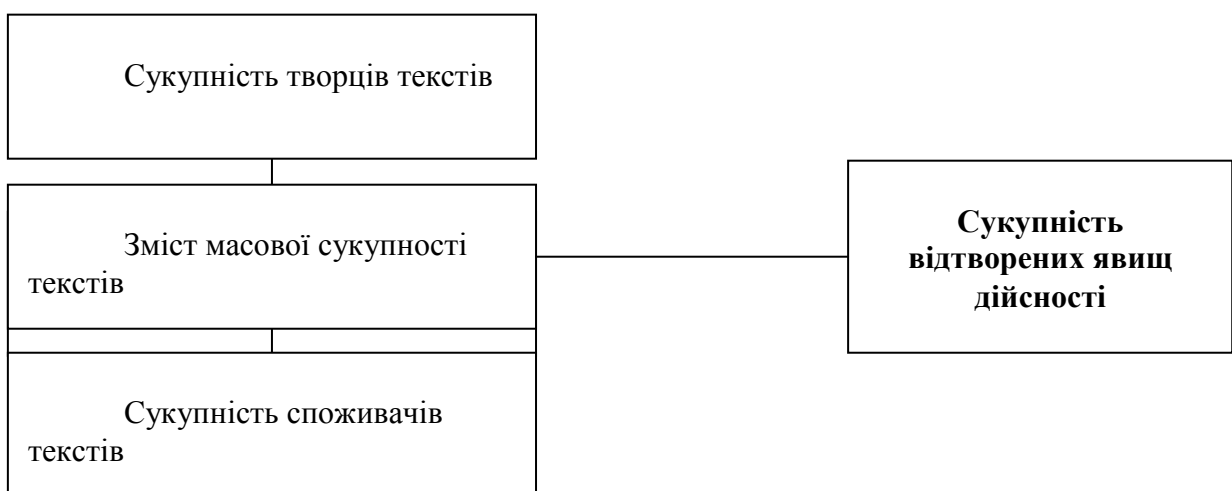 Сукупність творців текстів
Зміст масової сукупності
текстів
Сукупність
відтворених явищ
дійсності
Сукупність споживачів
текстів